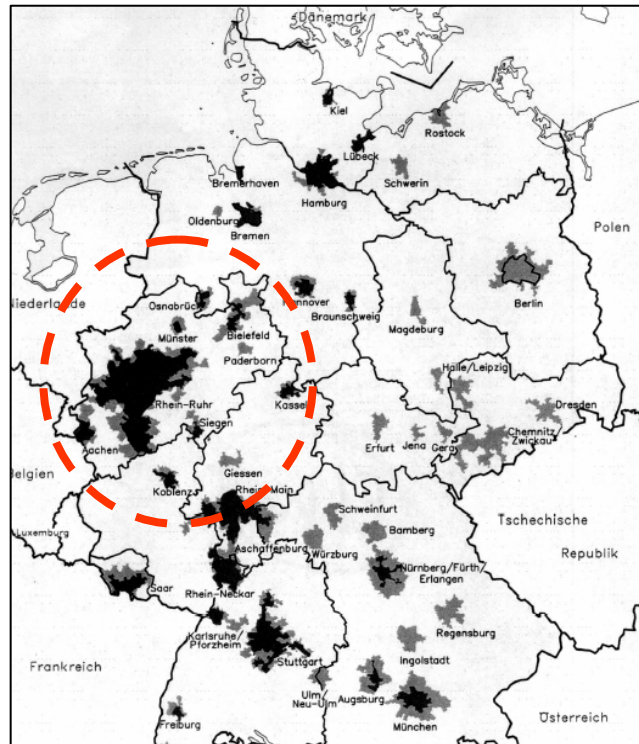 Dänemark
Kiel
Rostock
Lübeck
Schwerin
Hamburg
Bremerhaven
Oldenburg
Bremen
Polen
Berlin
Niederlande
Osnabrück
Hannover
Braunschweig
Magdeburg
Münster
Bielefeld
Paderborn
Halle/Leipzig
Kassel
Dresden
Rhein-Ruhr
Siegen
Erfurt
Jena
Gera
Chemnitz/
Zwickau
Aachen
Belgien
Giessen
Koblenz
Rhein-Main
Schweinfurt
Bamberg
Tschechische
Republik
Luxemburg
Aschaffenburg
Würzburg
Nürnberg/Fürth/
Erlangen
Saar
Rhein-Neckar
Regensburg
Karlsruhe/
Pforzheim
Frankreich
Stuttgart
Ingolstadt
Ulm
Neu-Ulm
Augsburg
München
Freiburg
Österreich